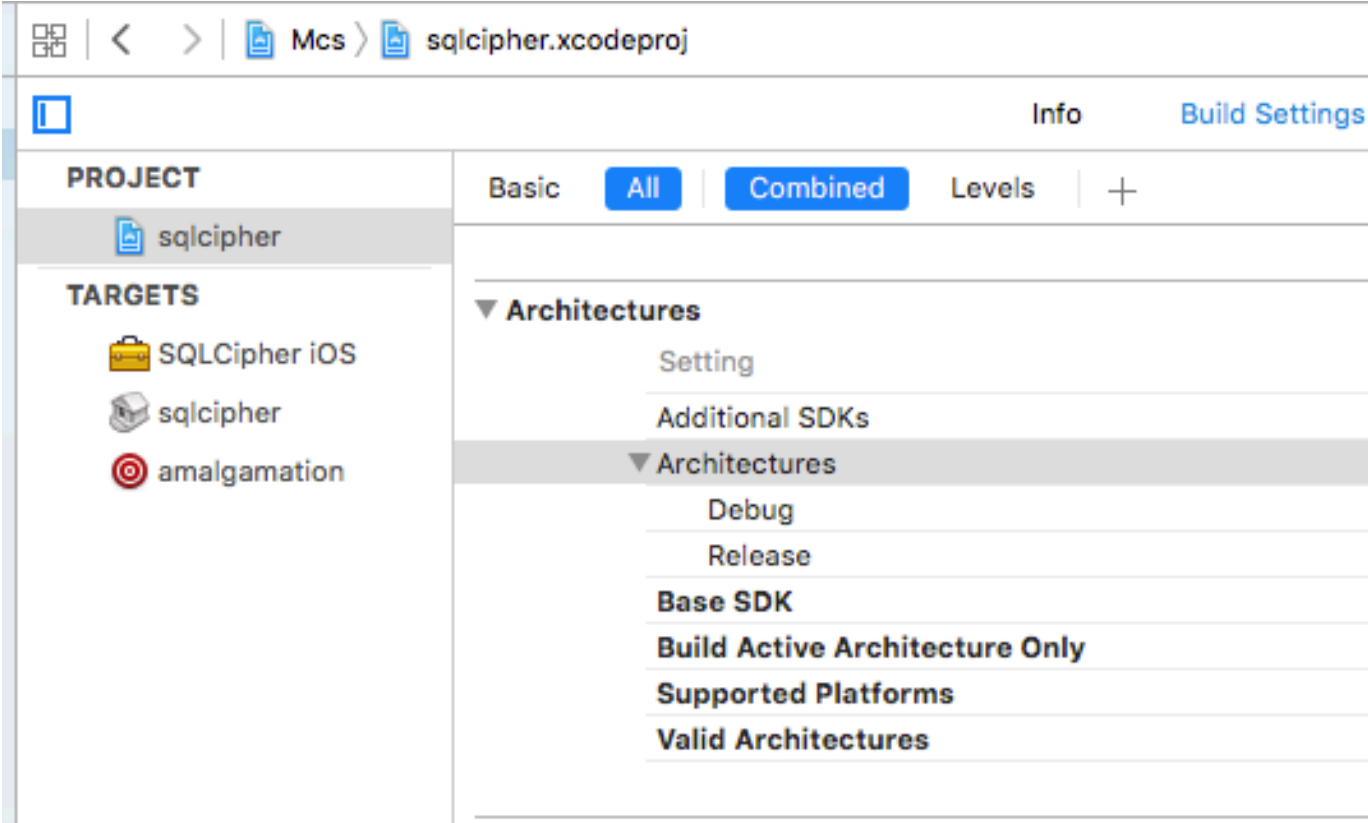 Mcs sqlcipher.xcodeproj
Info Build Settings
PROJECT
sqlcipher
TARGETS
SQLCipher iOS
sqlcipher
amalgamation
Basic All Combined Levels +
Architectures
Setting
Additional SDKs
Architectures
Debug
Release
Base SDK
Build Active Architecture Only
Supported Platforms
Valid Architectures